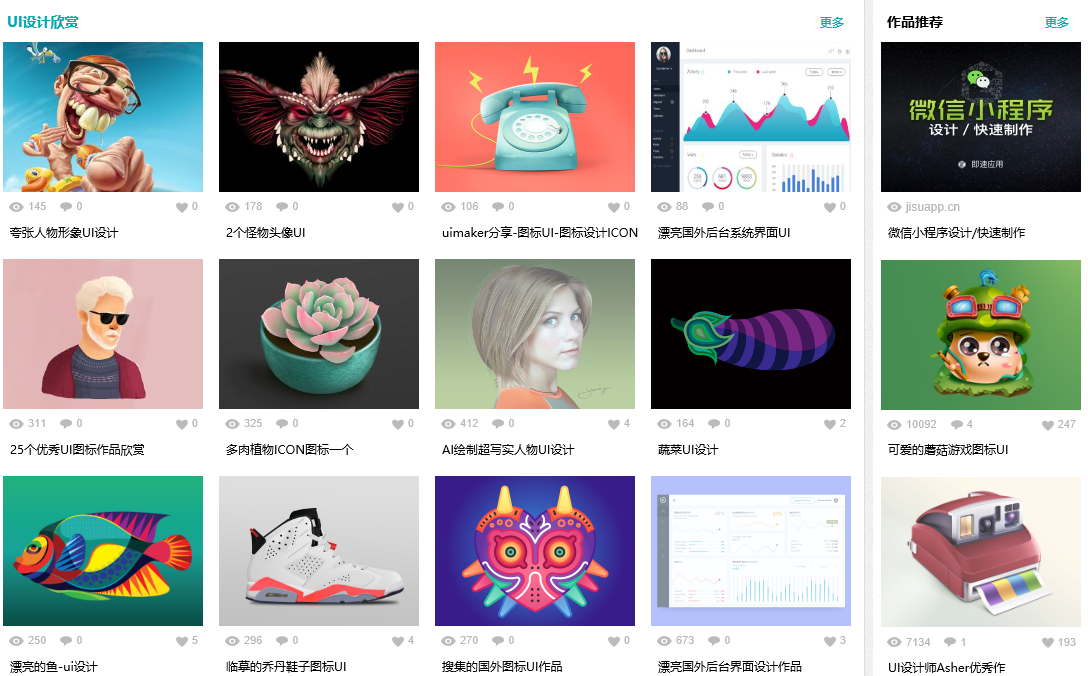 UI设计欣赏
更多
作品推荐
更多
Dashboard
Activity
微信小程序
设计 / 快速制作
即速应用
145 0 0
178 0 0
106 0 0
88 0 0
jisuapp.cn
夸张人物形象UI设计
2个怪物头像UI
uimaker分享-图标UI-图标设计ICON
漂亮国外后台系统界面UI
微信小程序设计/快速制作
311 0 0
325 0 0
412 0 4
164 0 2
10092 4 247
25个优秀UI图标作品欣赏
多肉植物ICON图标一个
AI绘制超写实人物UI设计
蔬菜UI设计
可爱的蘑菇游戏图标UI
250 0 5
296 0 4
270 0 0
673 0 3
7134 1 193
漂亮的鱼-ui设计
临摹的乔丹鞋子图标UI
搜集的国外图标UI作品
漂亮国外后台界面设计作品
UI设计师Asher优秀作